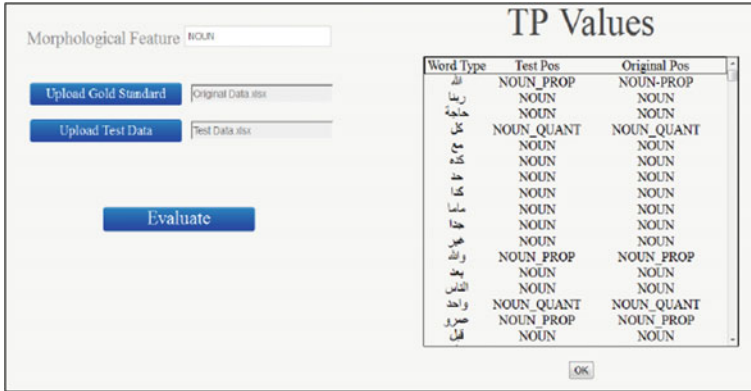 Morphological Feature NOUN
Upload Gold Standard Original Data.xlsx
Upload Test Data Test Data.xlsx
Evaluate
TP Values
Word Type Test Pos Original Pos
الله NOUN_PROP NOUN-PROP
ربنا NOUN NOUN
حاجة NOUN NOUN
كل NOUN_QUANT NOUN_QUANT
مع NOUN NOUN
كده NOUN NOUN
حد NOUN NOUN
كدا NOUN NOUN
ماما NOUN NOUN
جدا NOUN NOUN
غير NOUN NOUN
والله NOUN_PROP NOUN_PROP
بعد NOUN NOUN
الناس NOUN NOUN
واحد NOUN_QUANT NOUN_QUANT
عمرو NOUN_PROP NOUN_PROP
قبل NOUN NOUN
OK